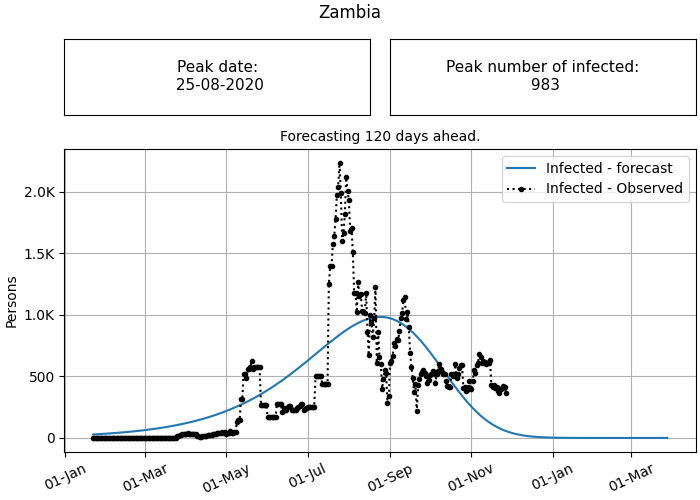 Zambia
Peak date:
25-08-2020
Peak number of infected:
983
Forecasting 120 days ahead.
Infected - forecast
Infected - Observed
Persons
2.0K
1.5K
1.0K
500
0
01-Jan
01-Mar
01-May
01-Jul
01-Sep
01-Nov
01-Jan
01-Mar